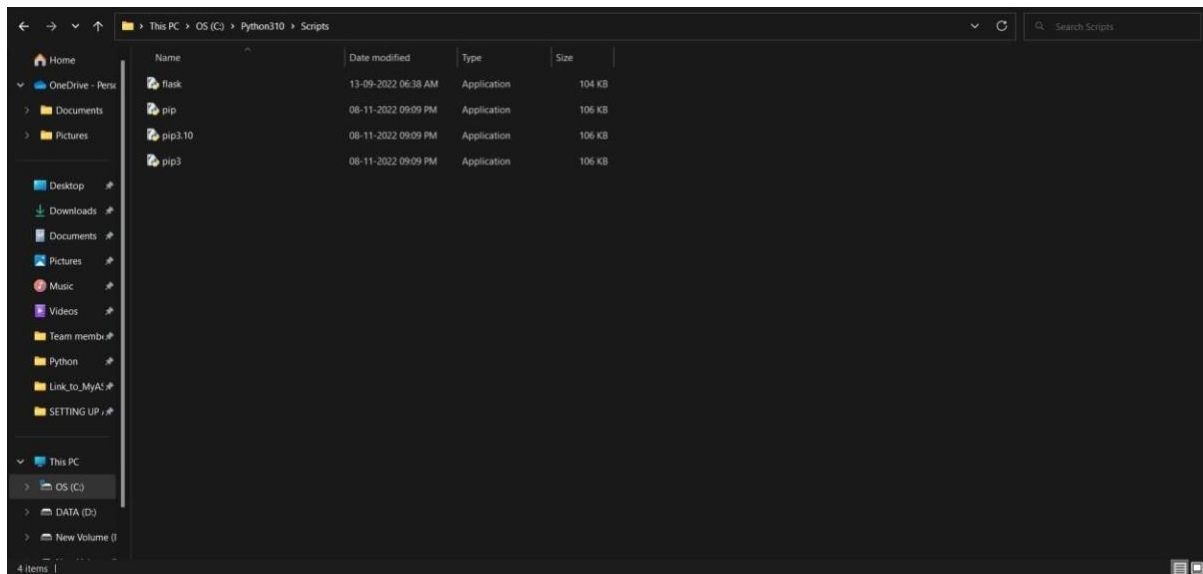 This PC > OS (C:) > Python310 > Scripts
Search Scripts
Home
OneDrive - Perso
Documents
Pictures
Desktop
Downloads
Documents
Pictures
Music
Videos
Team membe
Python
Link_to_MyAS
SETTING UP A
This PC
OS (C:)
DATA (D:)
New Volume (
Name Date modified Type Size
flask 13-09-2022 06:38 AM Application 104 KB
pip 08-11-2022 09:09 PM Application 106 KB
pip3.10 08-11-2022 09:09 PM Application 106 KB
pip3 08-11-2022 09:09 PM Application 106 KB
4 items